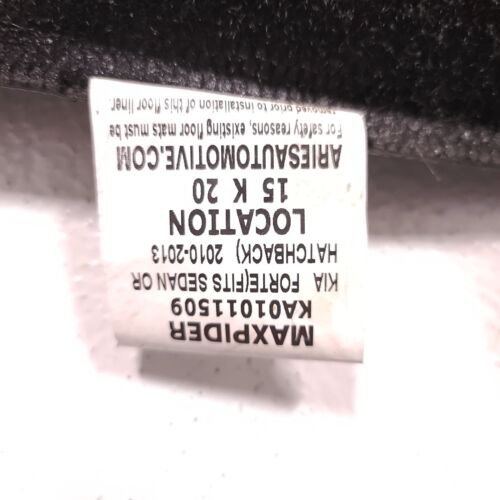 MAXPIDER
KA01011509
KIA FORTE(FITS SEDAN OR
HATCHBACK) 2010-2013
LOCATION
15 K 20
ARIESAUTOMOTIVE.COM
For safety reasons, existing floor mats must be
removed prior to installation of this floor liner.